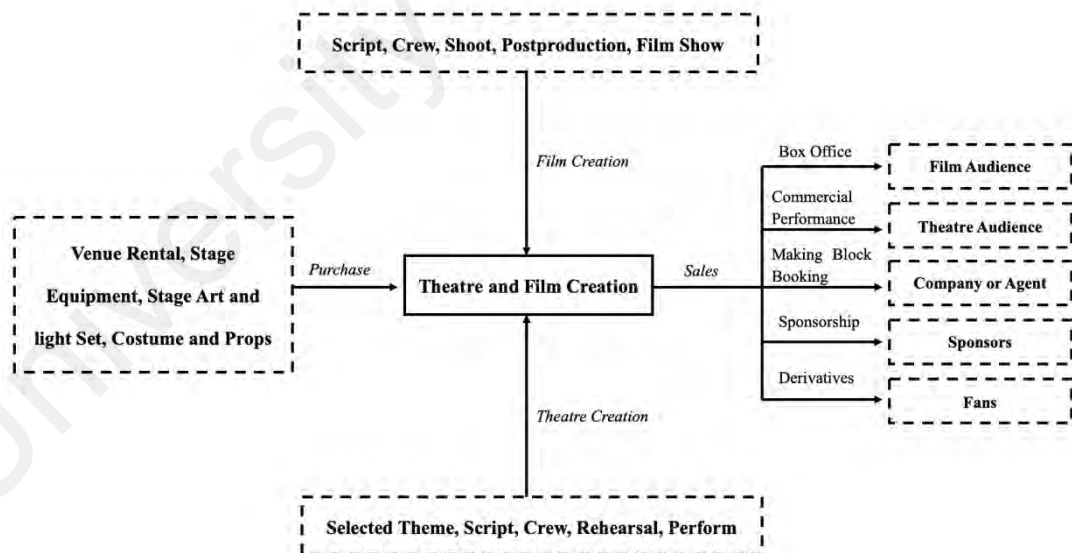 Script, Crew, Shoot, Postproduction, Film Show
Film Creation
Venue Rental, Stage
Equipment, Stage Art and
light Set, Costume and Props
Purchase
Theatre and Film Creation
Sales
Box Office
Film Audience
Commercial
Performance
Theatre Audience
Making Block
Booking
Company or Agent
Sponsorship
Sponsors
Derivatives
Fans
Theatre Creation
Selected Theme, Script, Crew, Rehearsal, Perform
University